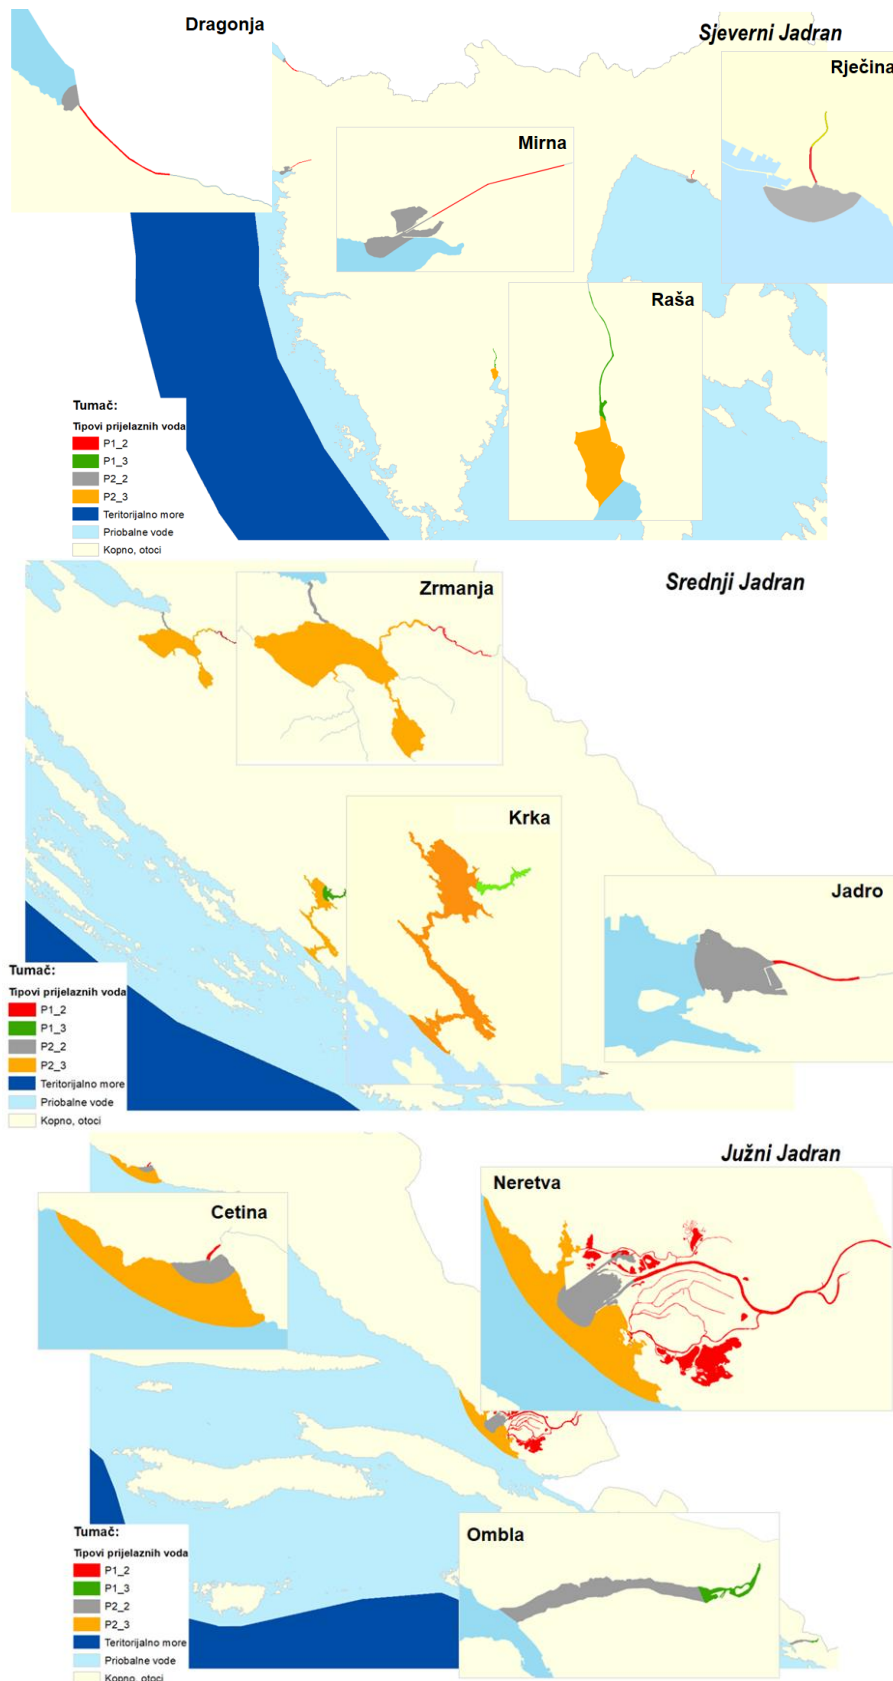 Dragonja
Sjeverni Jadran
Rječina
Mirna
Raša
Tumač:
Tipovi prijelaznih voda
P1_2
P1_3
P2_2
P2_3
Teritorijalno more
Priobalne vode
Kopno, otoci
Srednji Jadran
Zrmanja
Krka
Jadro
Tumač:
Tipovi prijelaznih voda
P1_2
P1_3
P2_2
P2_3
Teritorijalno more
Priobalne vode
Kopno, otoci
Južni Jadran
Neretva
Cetina
Ombla
Tumač:
Tipovi prijelaznih voda
P1_2
P1_3
P2_2
P2_3
Teritorijalno more
Priobalne vode
Kopno, otoci